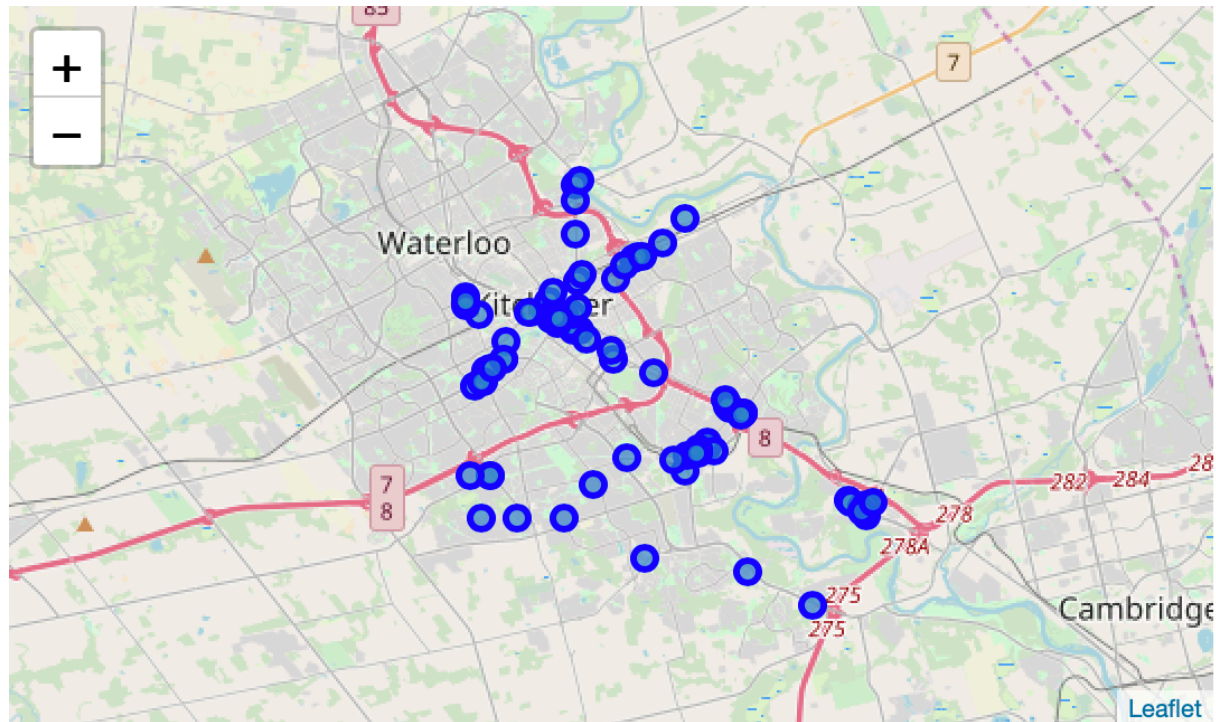 85
+
−
7
Waterloo
Kitchener
8
7
8
282
284
278
278A
275
275
Cambridge
Leaflet